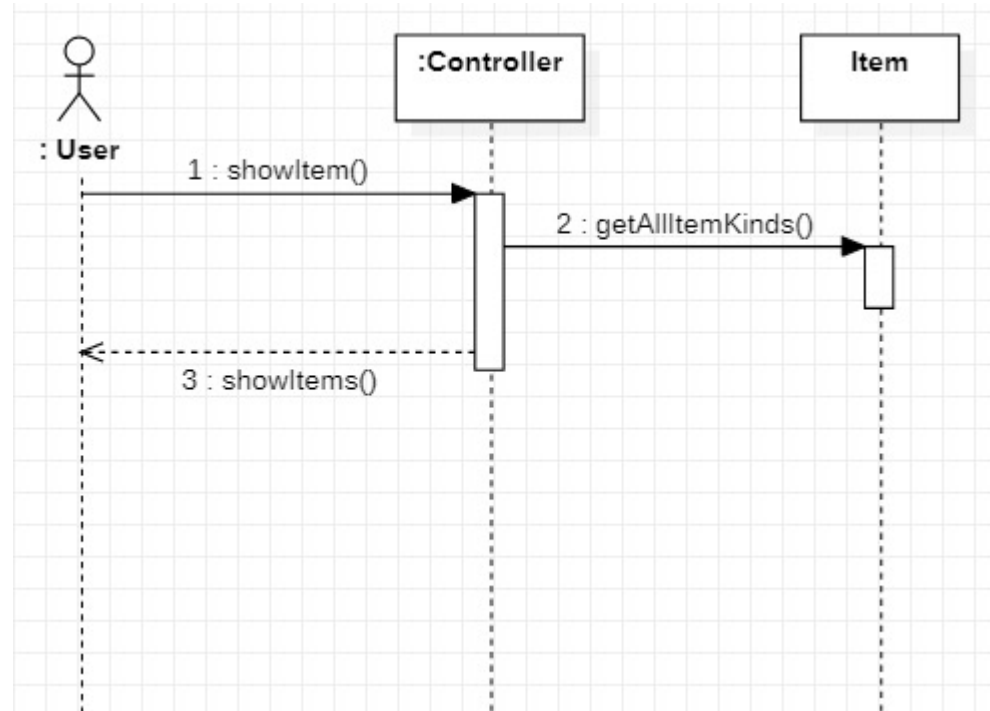 :Controller
Item
: User
1 : showItem()
2 : getAllItemKinds()
3 : showItems()